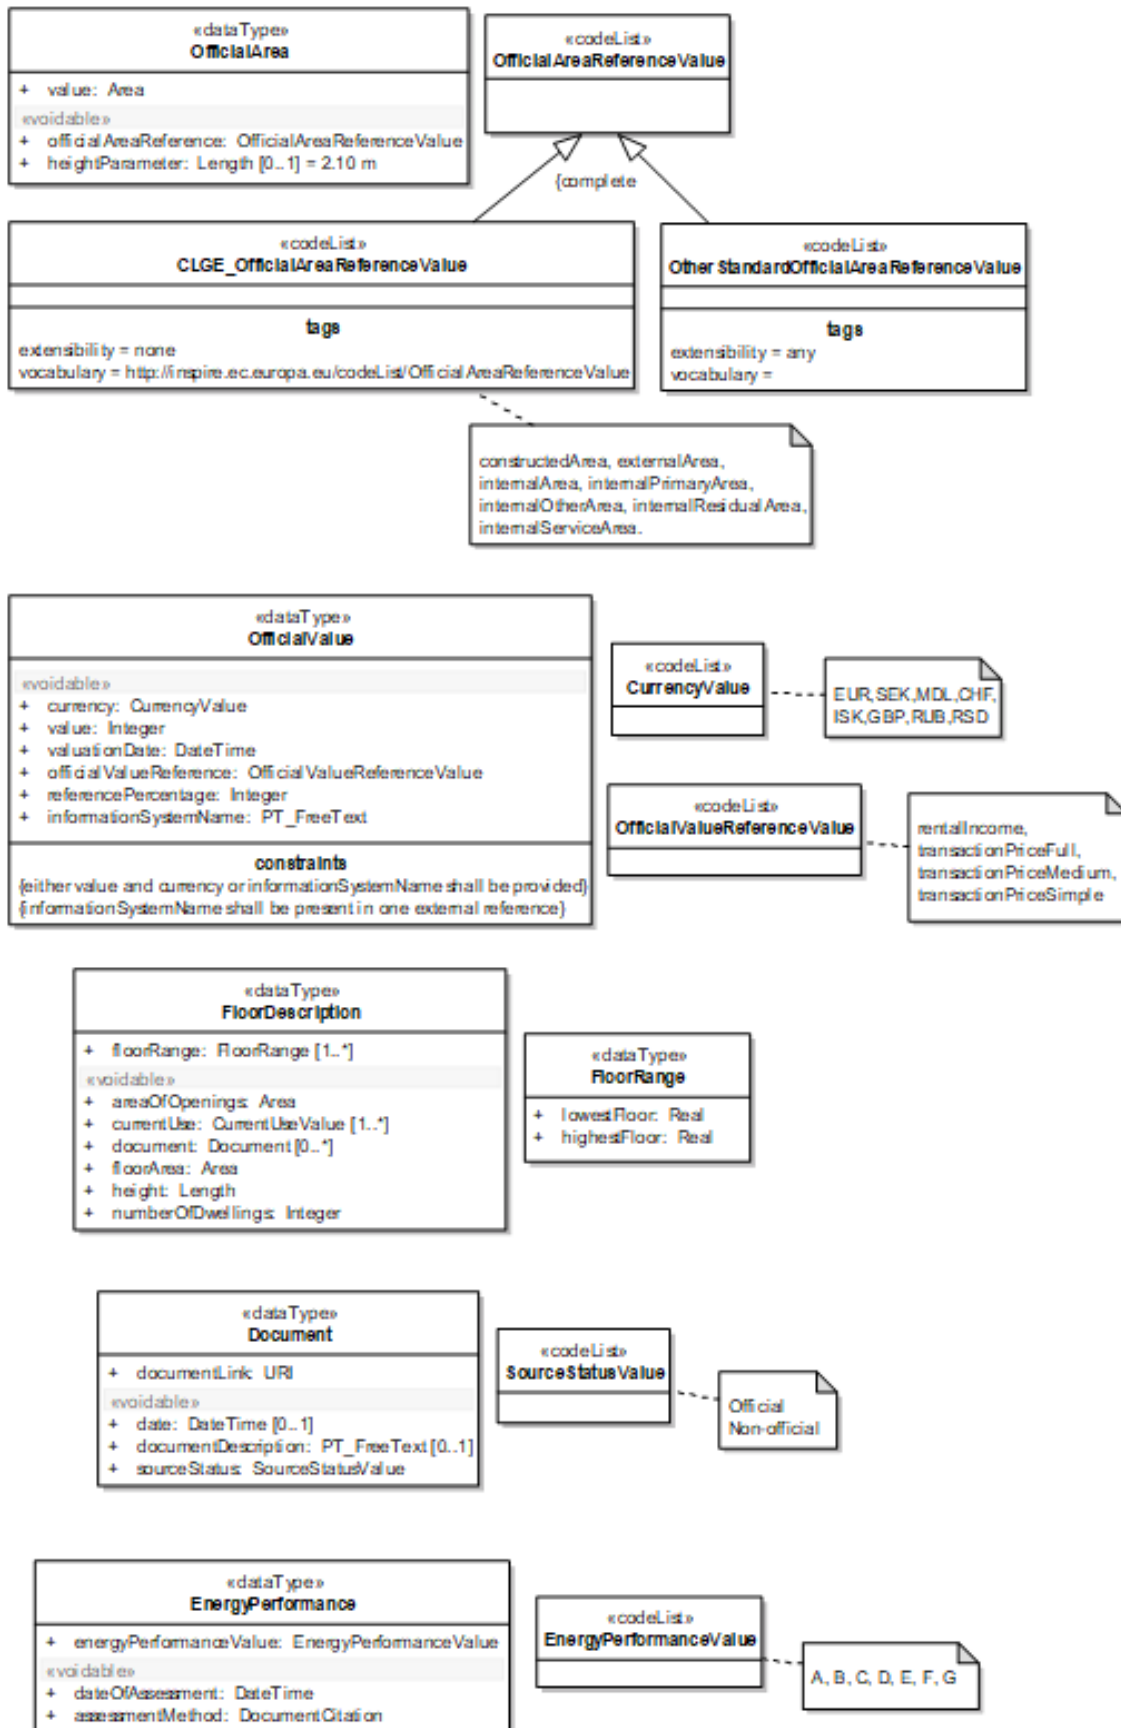 «dataType»
OfficialArea
+ value: Area
«voidable»
+ officialAreaReference: OfficialAreaReferenceValue
+ heightParameter: Length [0..1] = 2.10 m
«codeList»
OfficialAreaReferenceValue
{complete
«codeList»
CLGE_OfficialAreaReferenceValue
tags
extensibility = none
vocabulary = http://inspire.ec.europa.eu/codeList/OfficialAreaReferenceValue
«codeList»
OtherStandardOfficialAreaReferenceValue
tags
extensibility = any
vocabulary =
constructedArea, externalArea,
internalArea, internalPrimaryArea,
internalOtherArea, internalResidualArea,
internalServiceArea.
«dataType»
OfficialValue
«voidable»
+ currency: CurrencyValue
+ value: Integer
+ valuationDate: DateTime
+ officialValueReference: OfficialValueReferenceValue
+ referencePercentage: Integer
+ informationSystemName: PT_FreeText
constraints
{either value and currency or informationSystemName shall be provided}
{informationSystemName shall be present in one external reference}
«codeList»
CurrencyValue
EUR,SEK,MDL,CHF,
ISK,GBP,RUB,RSD
«codeList»
OfficialValueReferenceValue
rentalIncome,
transactionPriceFull,
transactionPriceMedium,
transactionPriceSimple
«dataType»
FloorDescription
+ floorRange: FloorRange [1..*]
«voidable»
+ areaOfOpenings: Area
+ currentUse: CurrentUseValue [1..*]
+ document: Document [0..*]
+ floorArea: Area
+ height: Length
+ numberOfDwellings: Integer
«dataType»
FloorRange
+ lowestFloor: Real
+ highestFloor: Real
«dataType»
Document
+ documentLink: URI
«voidable»
+ date: DateTime [0..1]
+ documentDescription: PT_FreeText [0..1]
+ sourceStatus: SourceStatusValue
«codeList»
SourceStatusValue
Official
Non-official
«dataType»
EnergyPerformance
+ energyPerformanceValue: EnergyPerformanceValue
«voidable»
+ dateOfAssessment: DateTime
+ assessmentMethod: DocumentCitation
«codeList»
EnergyPerformanceValue
A, B, C, D, E, F, G